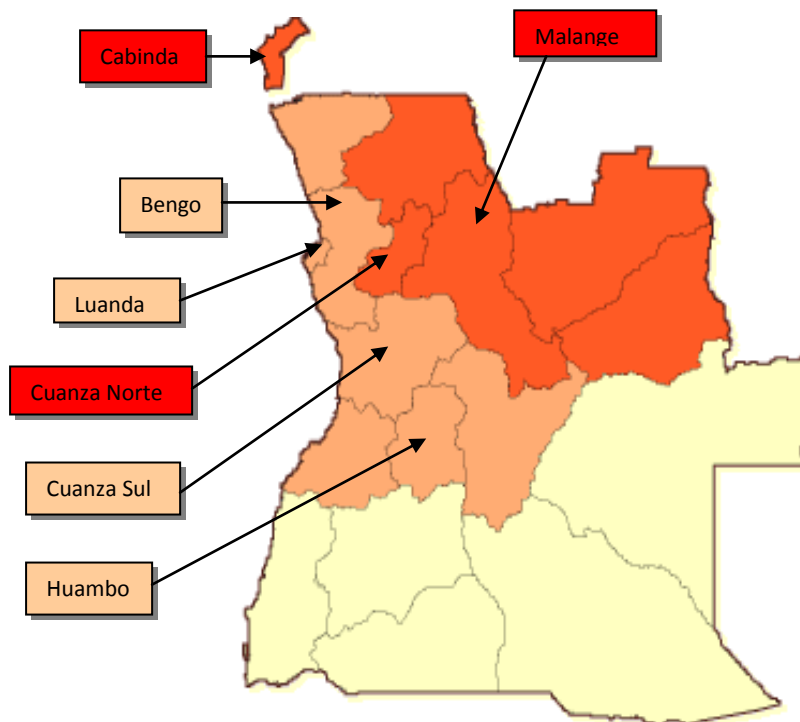 Malange
Cabinda
Bengo
Luanda
Cuanza Norte
Cuanza Sul
Huambo